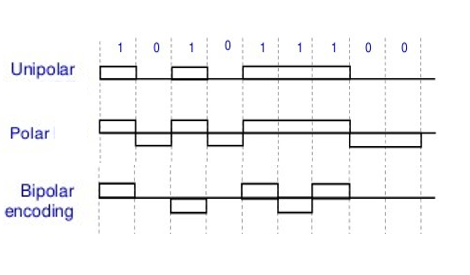 1 0 1 0 1 1 1 0 0
Unipolar
Polar
Bipolar
encoding